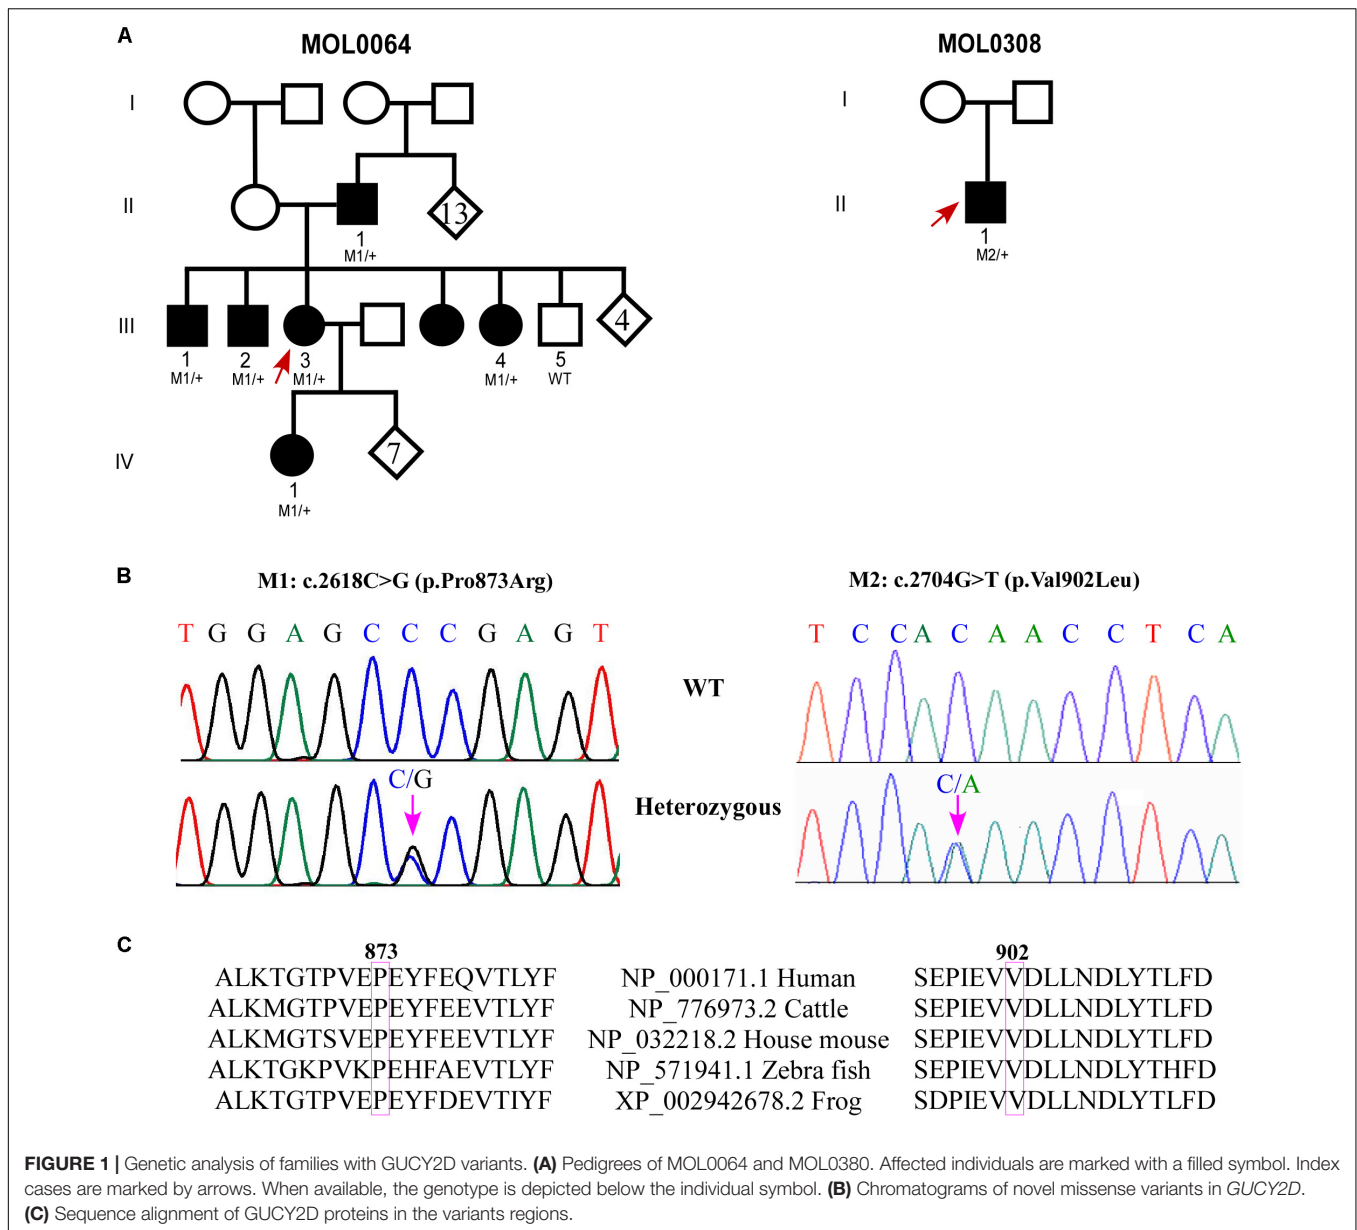 A
MOL0064
MOL0308
I
I
II
13
II
1
M1/+
1
M2/+
III
4
1
2
3
4
5
M1/+
M1/+
M1/+
M1/+
WT
IV
7
1
M1/+
B
M1: c.2618C>G (p.Pro873Arg)
M2: c.2704G>T (p.Val902Leu)
T G G A G C C C G A G T
T C C A C A A C C T C A
WT
C/G
C/A
Heterozygous
C
873
902
ALKTGTPVEPEYFEQVTLYF NP_000171.1 Human SEPIEVVDLLNDLYTLFD
ALKMGTPVEPEYFEEVTLYF NP_776973.2 Cattle SEPIEVVDLLNDLYTLFD
ALKMGTSVEPEYFEEVTLYF NP_032218.2 House mouse SEPIEVVDLLNDLYTLFD
ALKTGKPVKPEHFAEVTLYF NP_571941.1 Zebra fish SEPIEVVDLLNDLYTHFD
ALKTGTPVEPEYFDEVTIYF XP_002942678.2 Frog SDPIEVVDLLNDLYTLFD
FIGURE 1 | Genetic analysis of families with GUCY2D variants. (A) Pedigrees of MOL0064 and MOL0380. Affected individuals are marked with a filled symbol. Index
cases are marked by arrows. When available, the genotype is depicted below the individual symbol. (B) Chromatograms of novel missense variants in GUCY2D.
(C) Sequence alignment of GUCY2D proteins in the variants regions.